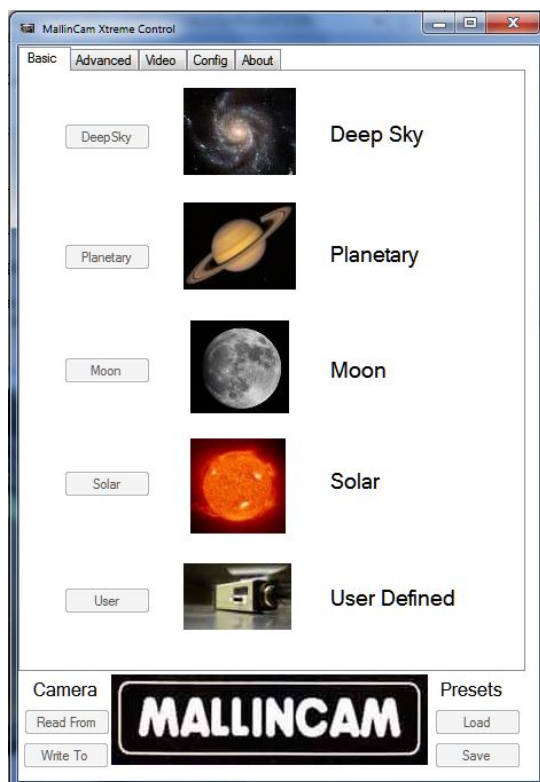 MallinCam Xtreme Control
Basic Advanced Video Config About
DeepSky Deep Sky
Planetary Planetary
Moon Moon
Solar Solar
User User Defined
Camera Presets
Read From MALLINCAM Load
Write To Save